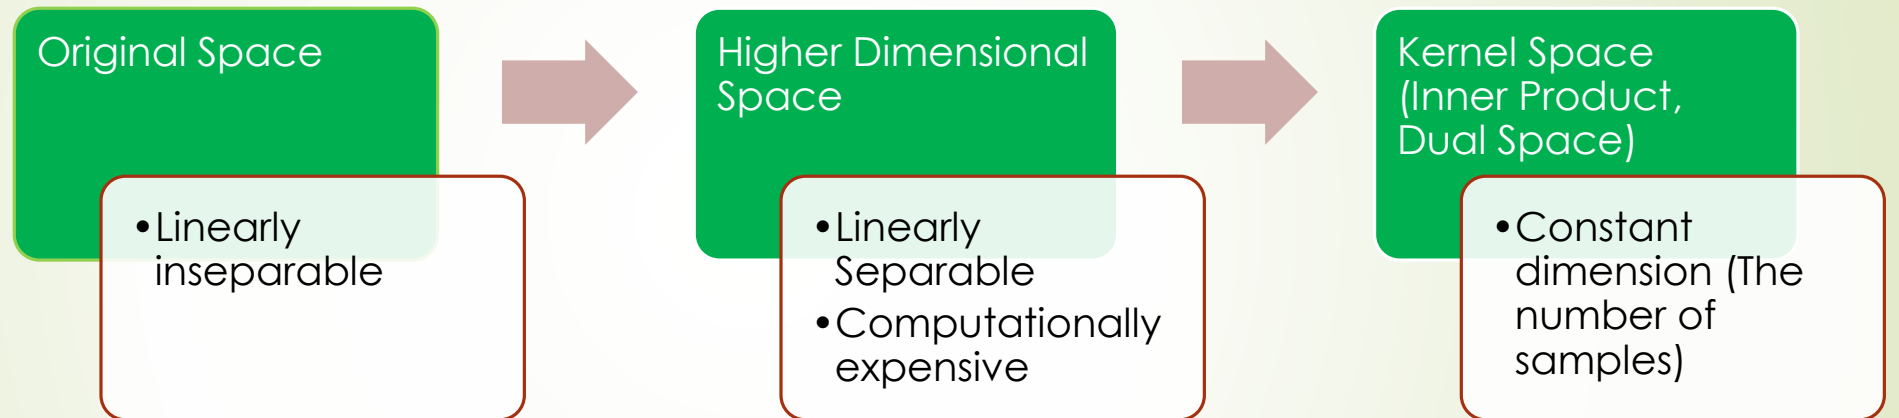 Original Space
•Linearly
inseparable
Higher Dimensional
Space
•Linearly
Separable
•Computationally
expensive
Kernel Space
(Inner Product,
Dual Space)
•Constant
dimension (The
number of
samples)